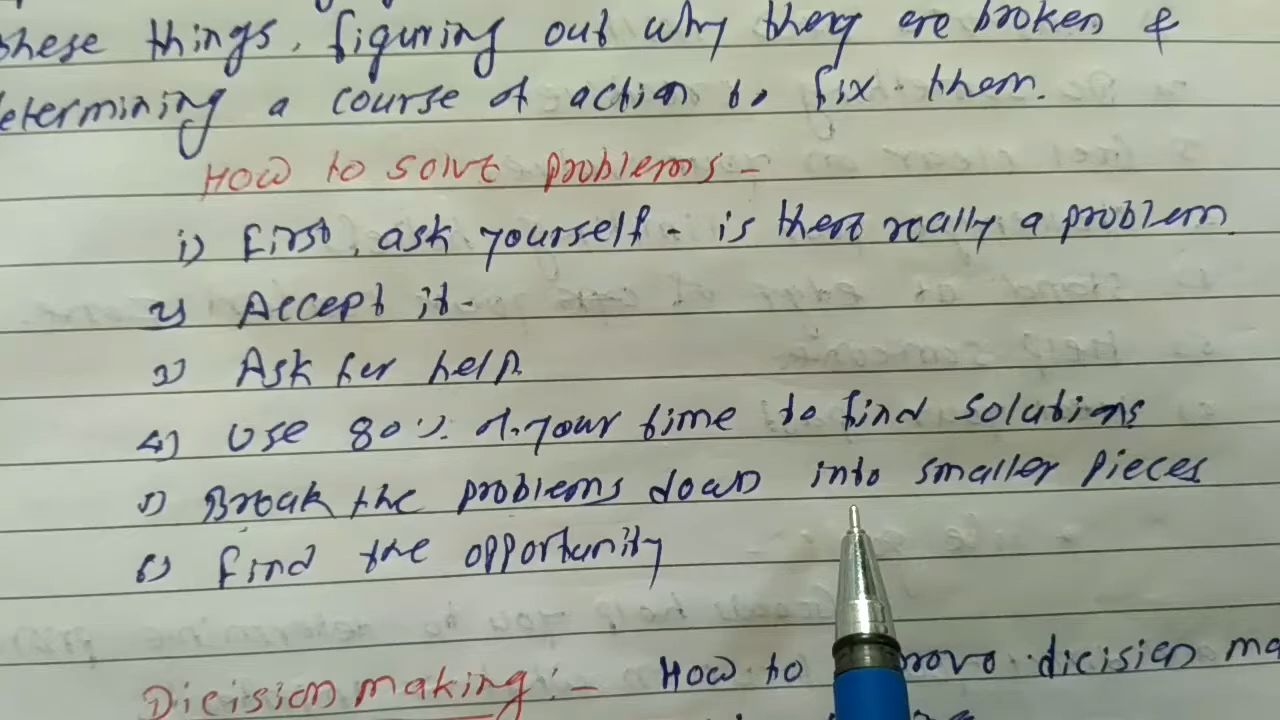 these things, figuring out why they are broken &
etermining a course of action to fix them.
How to solve problems -
1) First, ask yourself - is there really a problem.
2) Accept it.
3) Ask for help.
4) Use 80% of your time to find solutions
5) Break the problems down into smaller pieces
6) Find the opportunity
Dicision making :- How to dicision ma